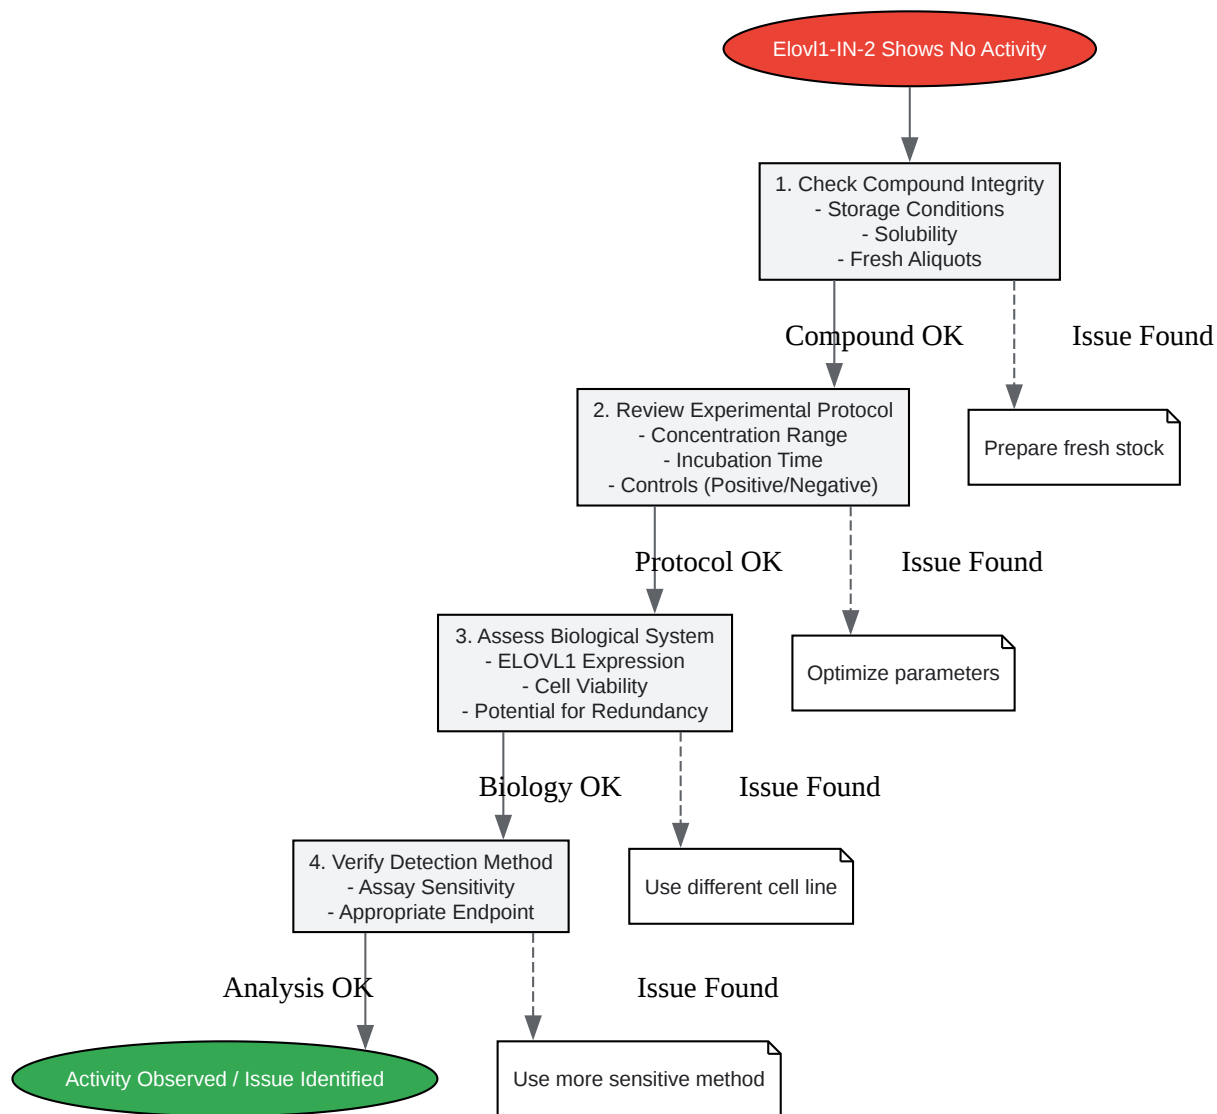 Elovl1-IN-2 Shows No Activity
1. Check Compound Integrity
- Storage Conditions
- Solubility
- Fresh Aliquots
Compound OK
Issue Found
2. Review Experimental Protocol
- Concentration Range
- Incubation Time
- Controls (Positive/Negative)
Prepare fresh stock
Protocol OK
Issue Found
3. Assess Biological System
- ELOVL1 Expression
- Cell Viability
- Potential for Redundancy
Optimize parameters
Biology OK
Issue Found
4. Verify Detection Method
- Assay Sensitivity
- Appropriate Endpoint
Use different cell line
Analysis OK
Issue Found
Activity Observed / Issue Identified
Use more sensitive method